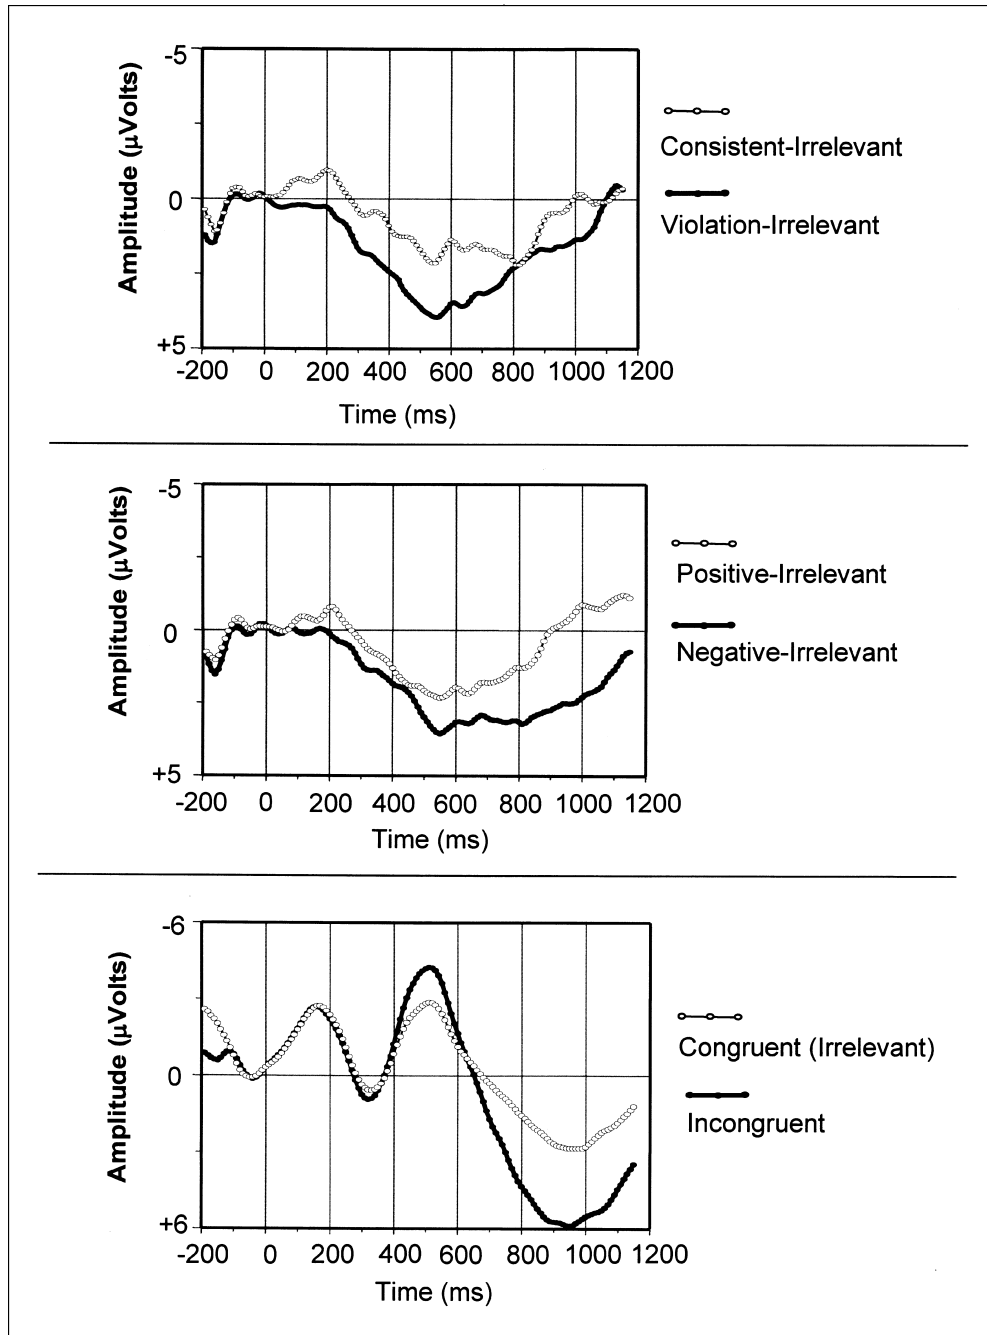 -5
0
+5
Amplitude (μVolts)
-200 0 200 400 600 800 1000 1200
Time (ms)
Consistent-Irrelevant
Violation-Irrelevant
-5
0
+5
Amplitude (μVolts)
-200 0 200 400 600 800 1000 1200
Time (ms)
Positive-Irrelevant
Negative-Irrelevant
-6
0
+6
Amplitude (μVolts)
-200 0 200 400 600 800 1000 1200
Time (ms)
Congruent (Irrelevant)
Incongruent